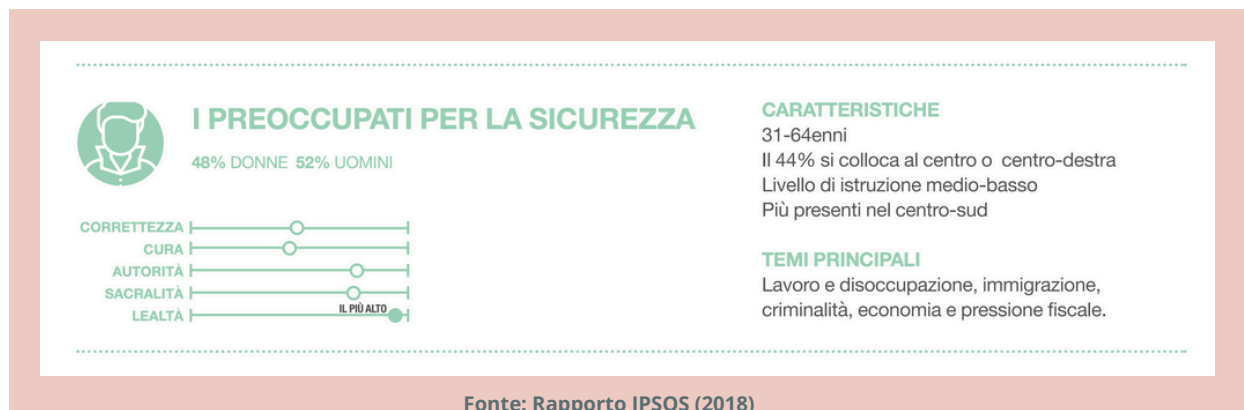 I PREOCCUPATI PER LA SICUREZZA
48% DONNE 52% UOMINI
CORRETTEZZA
CURA
AUTORITÀ
SACRALITÀ
IL PIÙ ALTO
LEALTÀ
CARATTERISTICHE
31-64enni
Il 44% si colloca al centro o centro-destra
Livello di istruzione medio-basso
Più presenti nel centro-sud
TEMI PRINCIPALI
Lavoro e disoccupazione, immigrazione,
criminalità, economia e pressione fiscale.
Fonte: Rapporto IPSOS (2018)